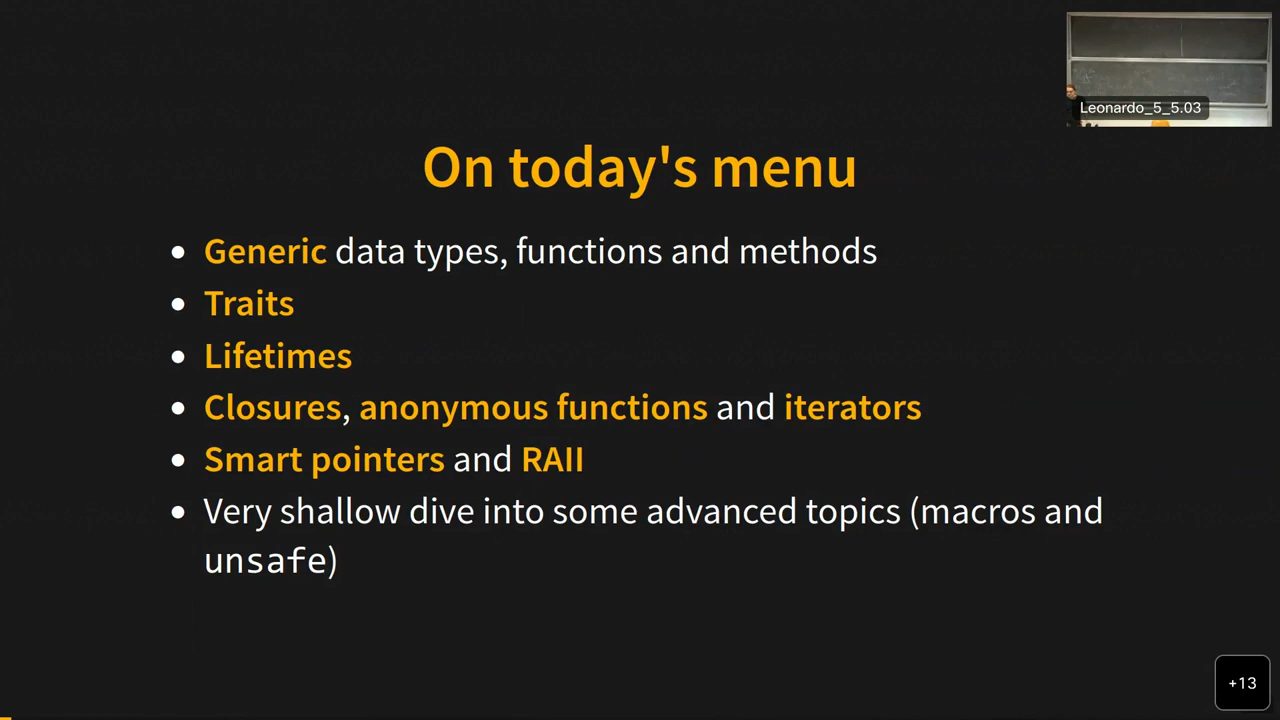 Leonardo_5_5.03
On today's menu
• Generic data types, functions and methods
• Traits
• Lifetimes
• Closures, anonymous functions and iterators
• Smart pointers and RAII
• Very shallow dive into some advanced topics (macros and
unsafe)
+13